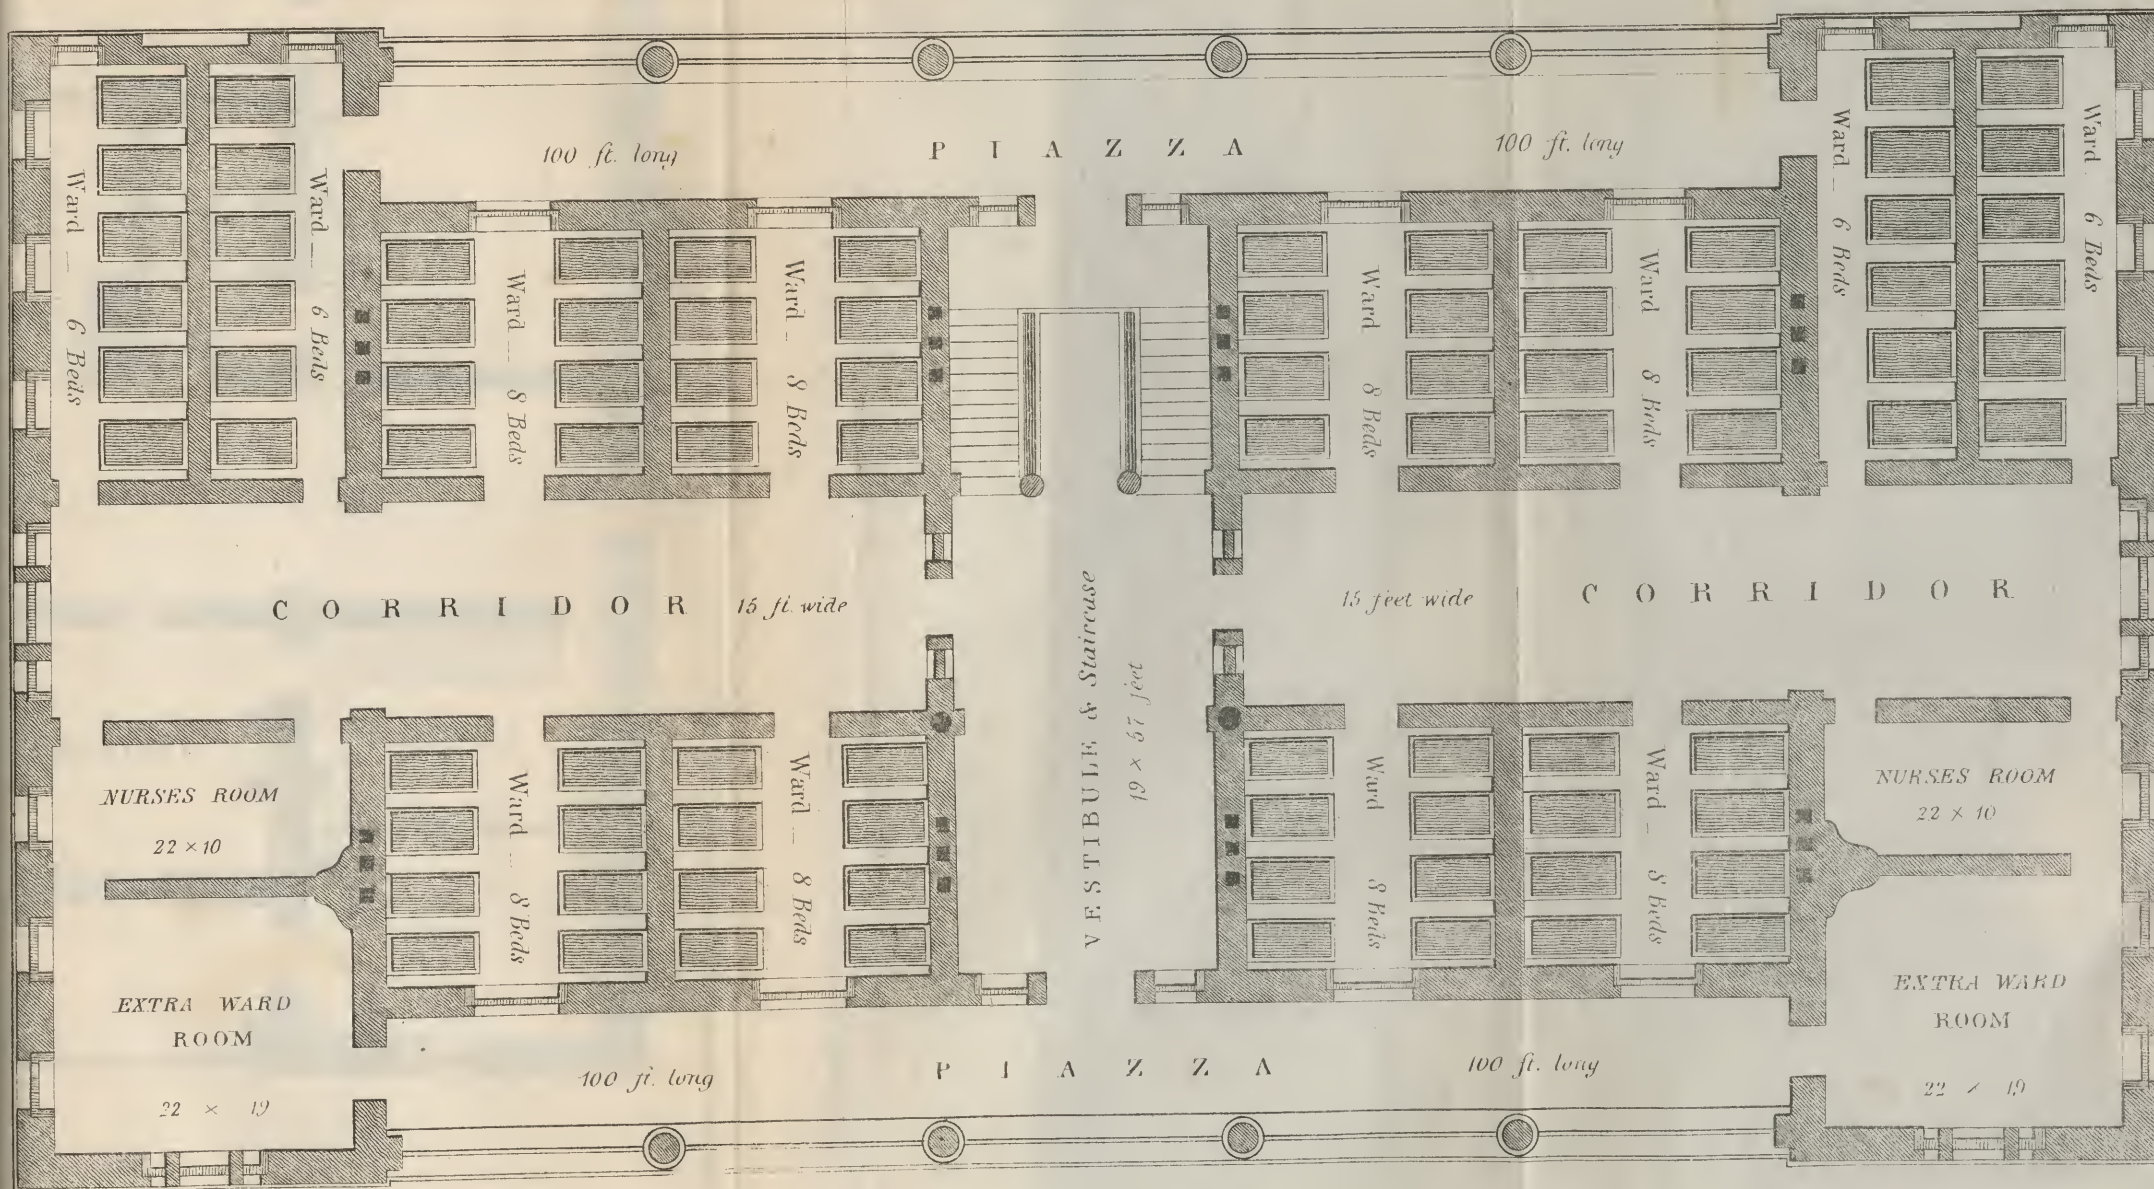 100 ft. long
PIAZZA
100 ft. long
Ward _ 6 Beds
Ward _ 6 Beds
Ward _ 8 Beds
Ward _ 8 Beds
Ward 8 Beds
Ward 8 Beds
Ward _ 6 Beds
Ward 6 Beds
CORRIDOR 15 ft. wide
15 feet wide CORRIDOR
VESTIBULE & Staircase
19 × 57 feet
NURSES ROOM
22 × 10
Ward _ 8 Beds
Ward _ 8 Beds
Ward 8 Beds
Ward _ 8 Beds
NURSES ROOM
22 × 10
EXTRA WARD
ROOM
22 × 19
EXTRA WARD
ROOM
22 × 19
100 ft. long
PIAZZA
100 ft. long